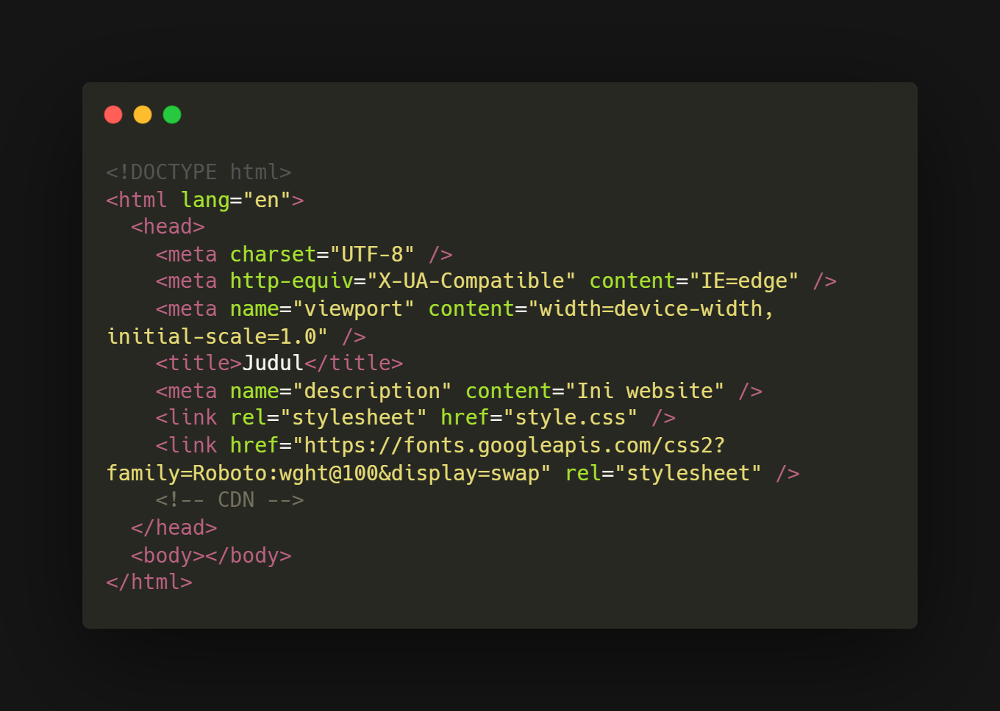 <!DOCTYPE html>
<html lang="en">
  <head>
    <meta charset="UTF-8" />
    <meta http-equiv="X-UA-Compatible" content="IE=edge" />
    <meta name="viewport" content="width=device-width,
initial-scale=1.0" />
    <title>Judul</title>
    <meta name="description" content="Ini website" />
    <link rel="stylesheet" href="style.css" />
    <link href="https://fonts.googleapis.com/css2?
family=Roboto:wght@100&display=swap" rel="stylesheet" />
    <!-- CDN -->
  </head>
  <body></body>
</html>